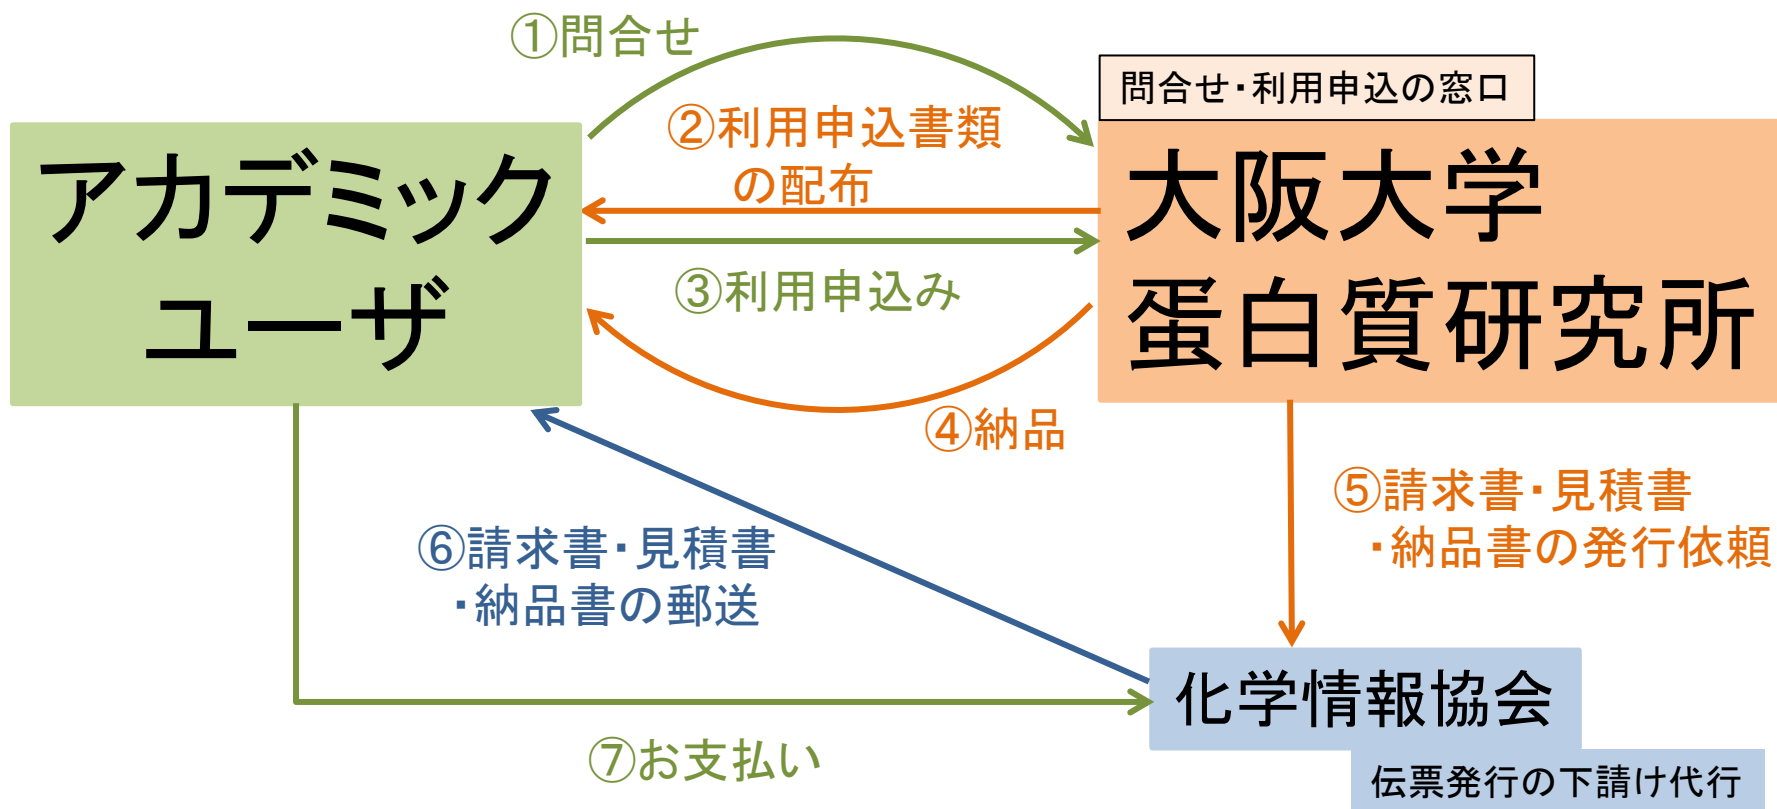 ①問合せ
問合せ・利用申込の窓口
②利用申込書類
の配布
アカデミック
ユーザ
大阪大学
蛋白質研究所
③利用申込み
④納品
⑤請求書・見積書
・納品書の発行依頼
⑥請求書・見積書
・納品書の郵送
化学情報協会
⑦お支払い
伝票発行の下請け代行